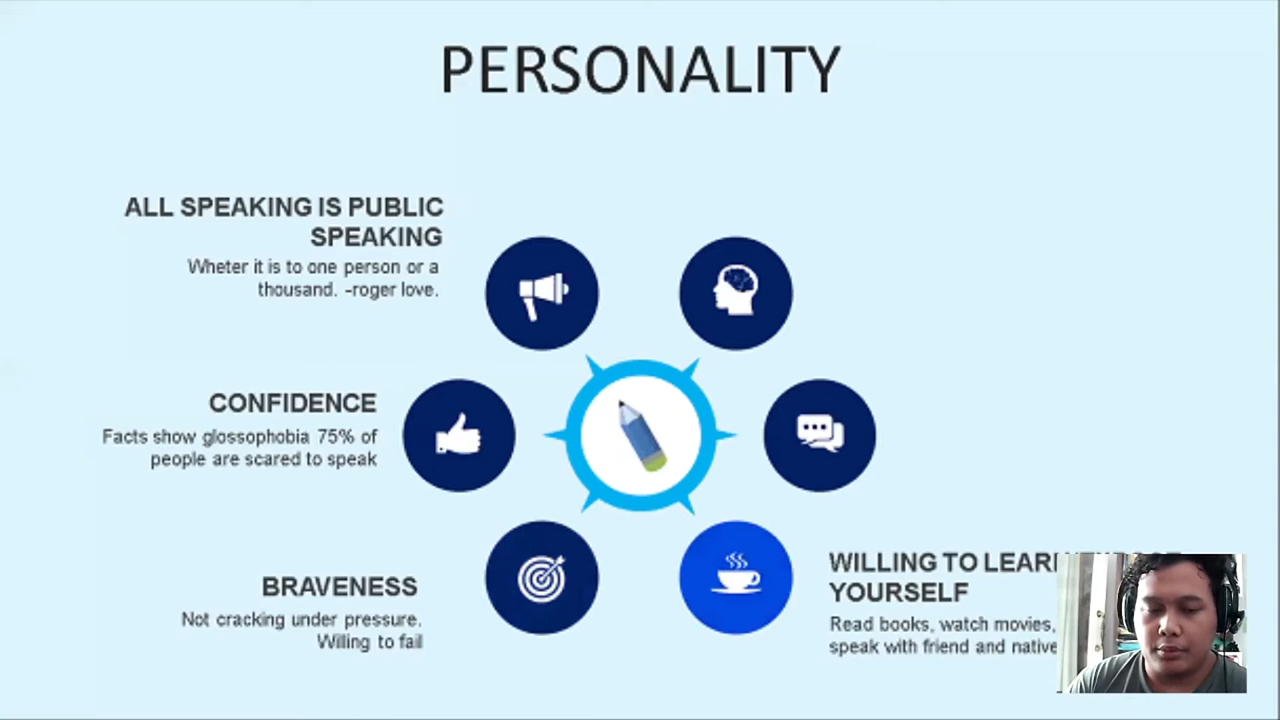 PERSONALITY
ALL SPEAKING IS PUBLIC
SPEAKING
Wheter it is to one person or a
thousand. -roger love.
CONFIDENCE
Facts show glossophobia 75% of
people are scared to speak
BRAVENESS
Not cracking under pressure.
Willing to fail
WILLING TO LEARN
YOURSELF
Read books, watch movies,
speak with friend and native